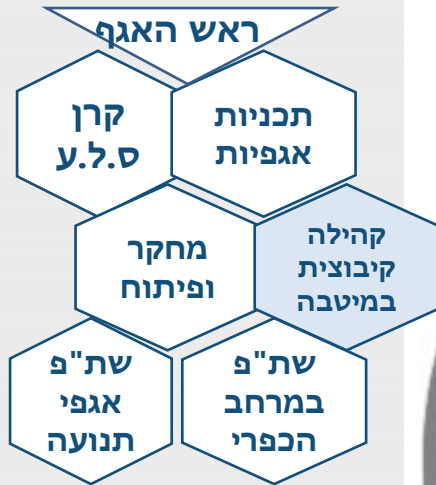 ראש האגף
תכניות
אגפיות
קרן
ס.ל.ע
קהילה
קיבוצית
במיטבה
מחקר
ופיתוח
שת"פ
במרחב
הכפרי
שת"פ
אגפי
תנועה